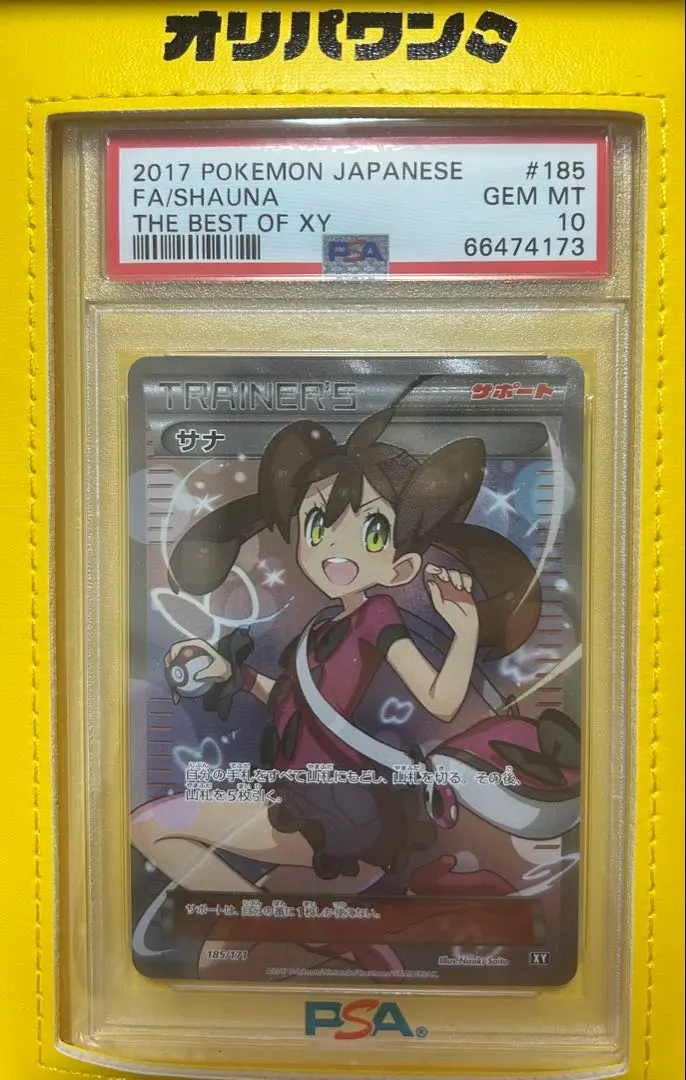 オリパワン
2017 POKEMON JAPANESE #185
FA/SHAUNA GEM MT
THE BEST OF XY 10
PSA 66474173
TRAINER'S サポート
サナ
自分の手札をすべて山札にもどし、山札を切る。その後、
山札を5枚引く。
サポートは、自分の番に1枚しか使えない。
185/171 Illus. Naoki Saito XY
PSA®